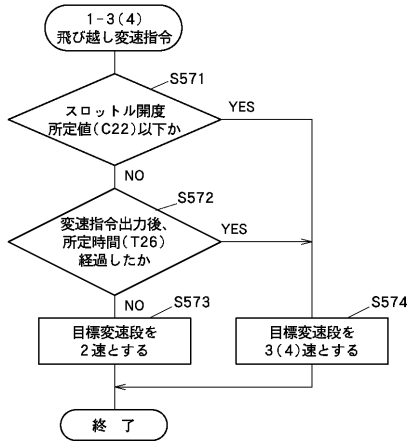 1-3(4)
飛び越し変速指令
S571
スロットル開度
所定値(C22)以下か
YES
NO
S572
変速指令出力後、
所定時間(T26)
経過したか
YES
NO
S573
目標変速段を
2速とする
S574
目標変速段を
3(4)速とする
終 了